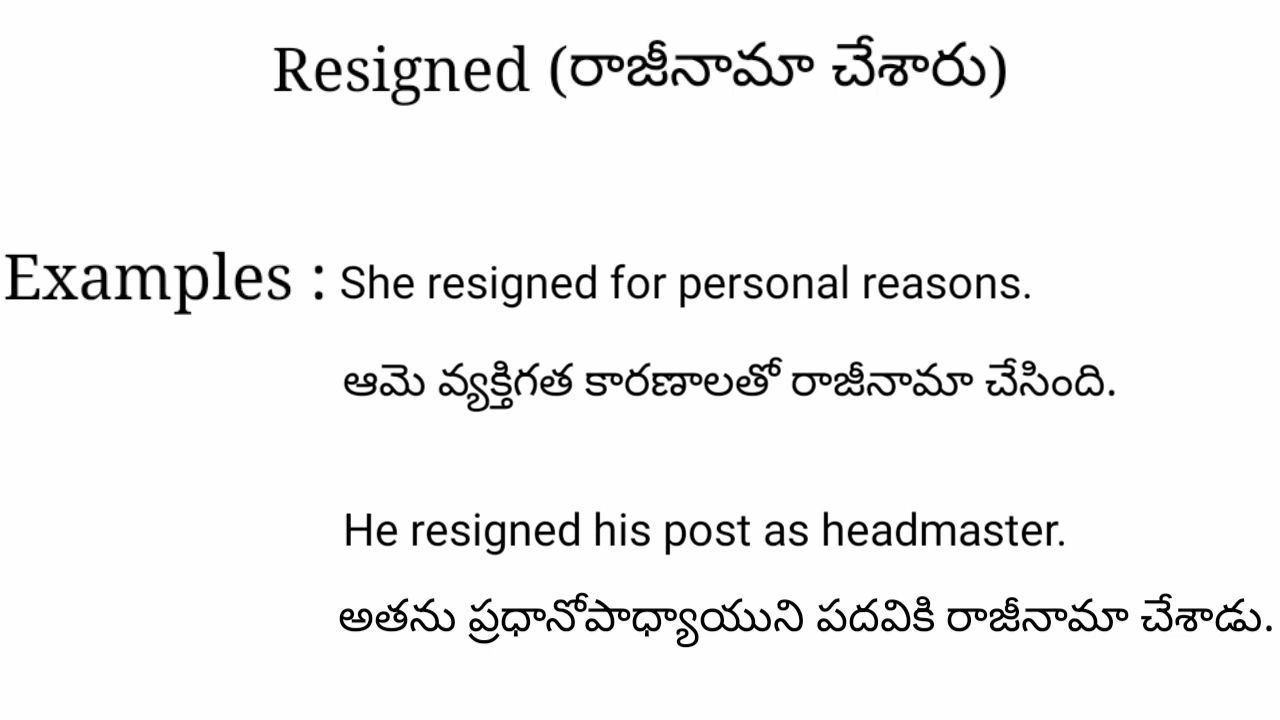 Resigned (రాజీనామా చేశారు)
Examples : She resigned for personal reasons.
ఆమె వ్యక్తిగత కారణాలతో రాజీనామా చేసింది.
He resigned his post as headmaster.
అతను ప్రధానోపాధ్యాయుని పదవికి రాజీనామా చేశాడు.